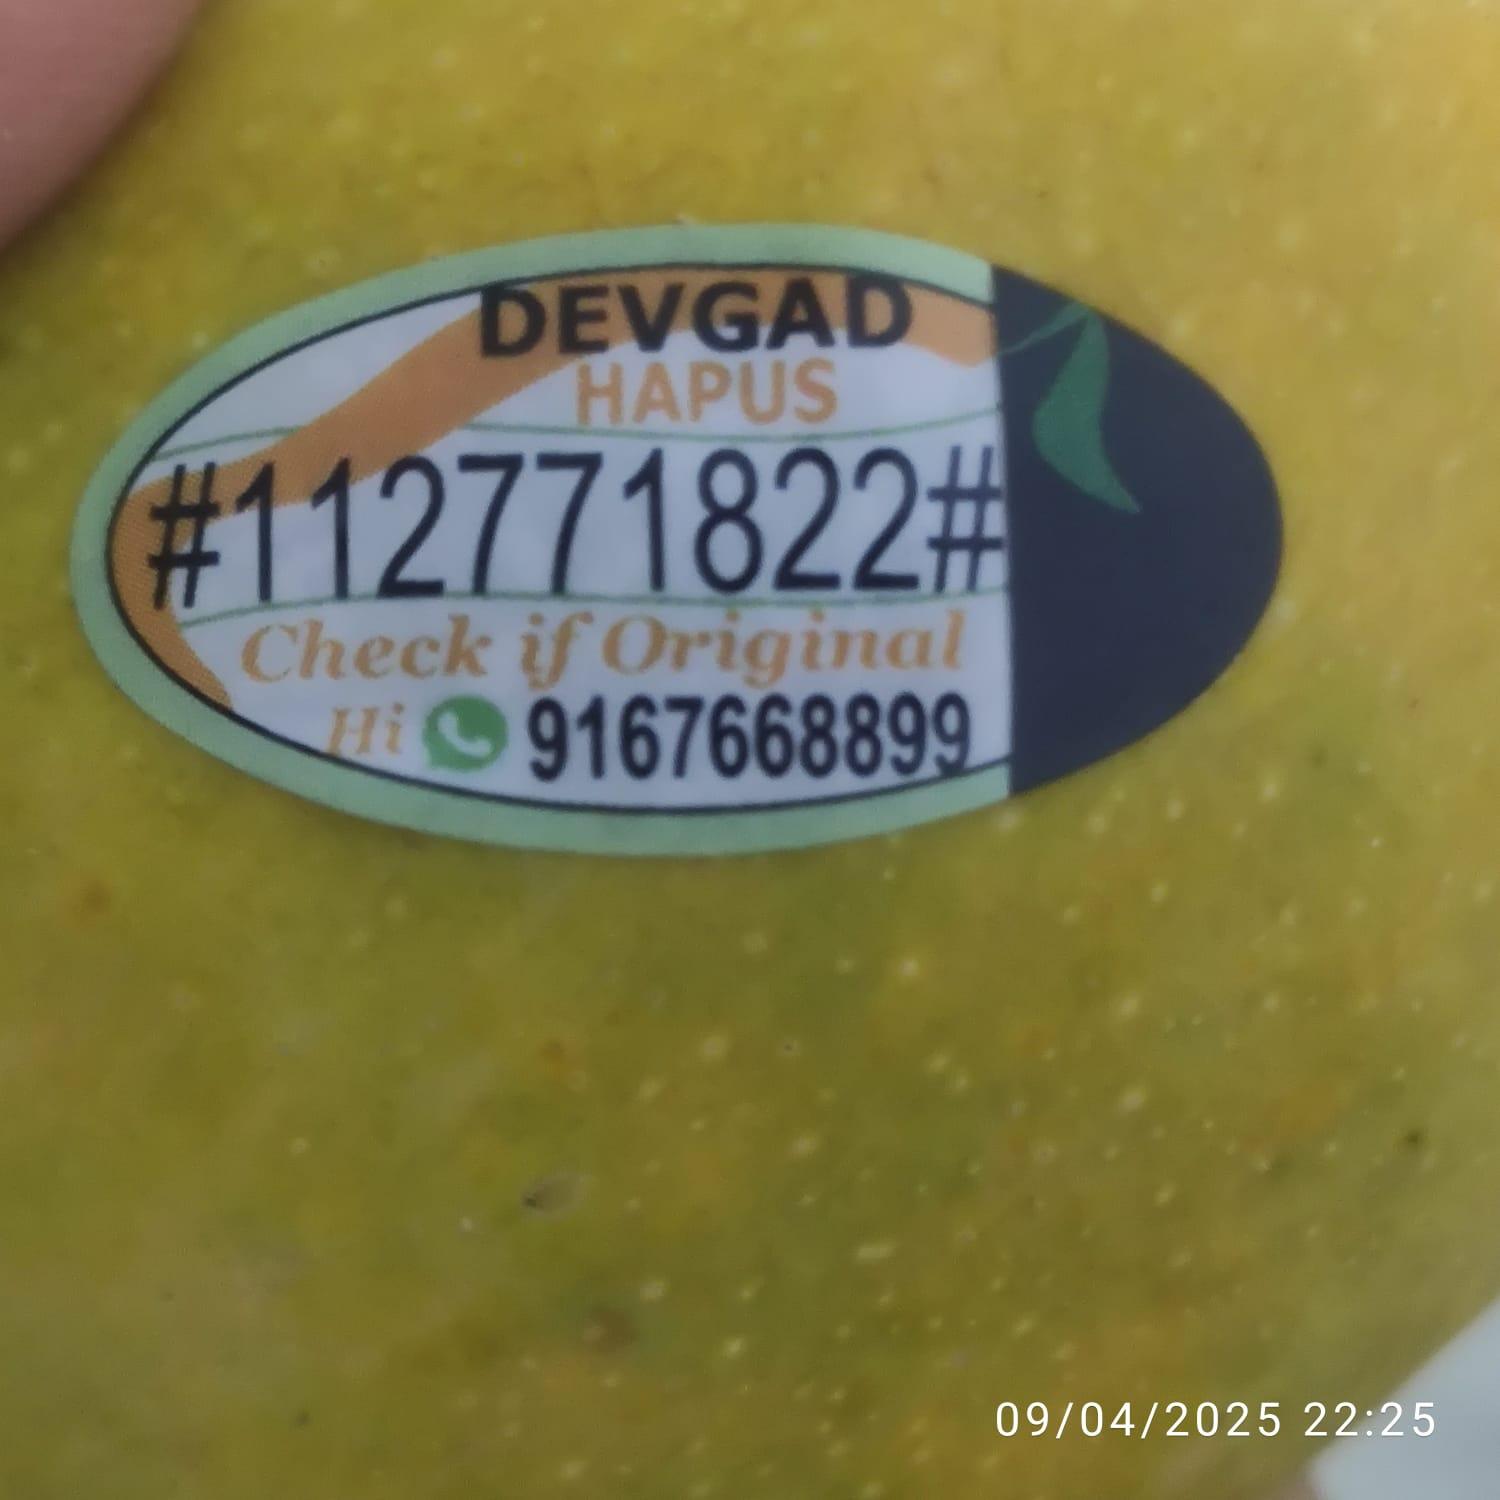 DEVGAD
HAPUS
#112771822#
Check if Original
Hi 9167668899
09/04/2025 22:25